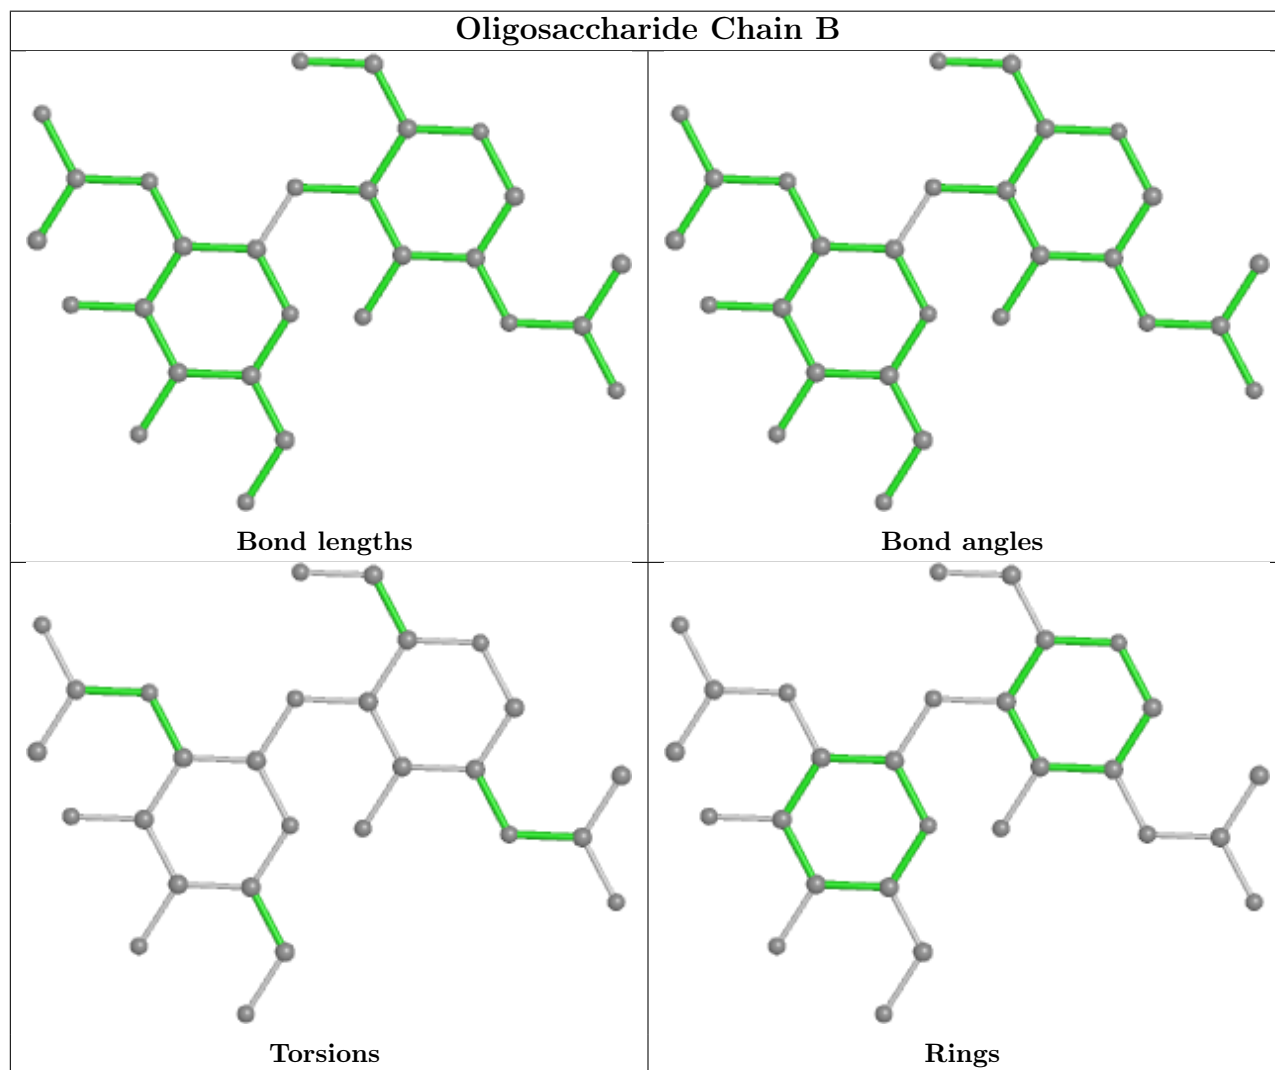 Oligosaccharide Chain B
Bond lengths
Bond angles
Torsions
Rings